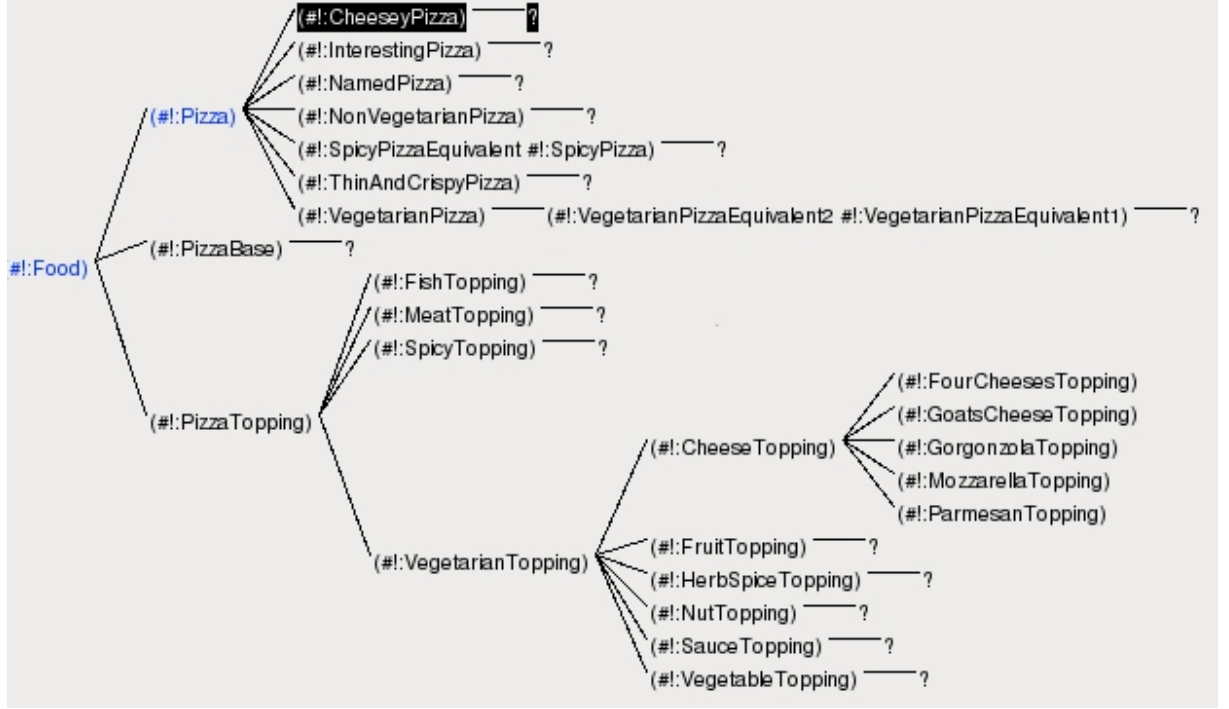 (#!:CheeseyPizza) ?
(#!:InterestingPizza) ?
(#!:NamedPizza) ?
(#!:Pizza)
(#!:NonVegetarianPizza) ?
(#!:SpicyPizzaEquivalent #!:SpicyPizza) ?
(#!:ThinAndCrispyPizza) ?
(#!:VegetarianPizza) (#!:VegetarianPizzaEquivalent2 #!:VegetarianPizzaEquivalent1) ?
(#!:PizzaBase) ?
(#!:Food)
(#!:FishTopping) ?
(#!:MeatTopping) ?
(#!:SpicyTopping) ?
(#!:PizzaTopping)
(#!:FourCheesesTopping)
(#!:GoatsCheeseTopping)
(#!:CheeseTopping)
(#!:GorgonzolaTopping)
(#!:MozzarellaTopping)
(#!:ParmesanTopping)
(#!:VegetarianTopping)
(#!:FruitTopping) ?
(#!:HerbSpiceTopping) ?
(#!:NutTopping) ?
(#!:SauceTopping) ?
(#!:VegetableTopping) ?